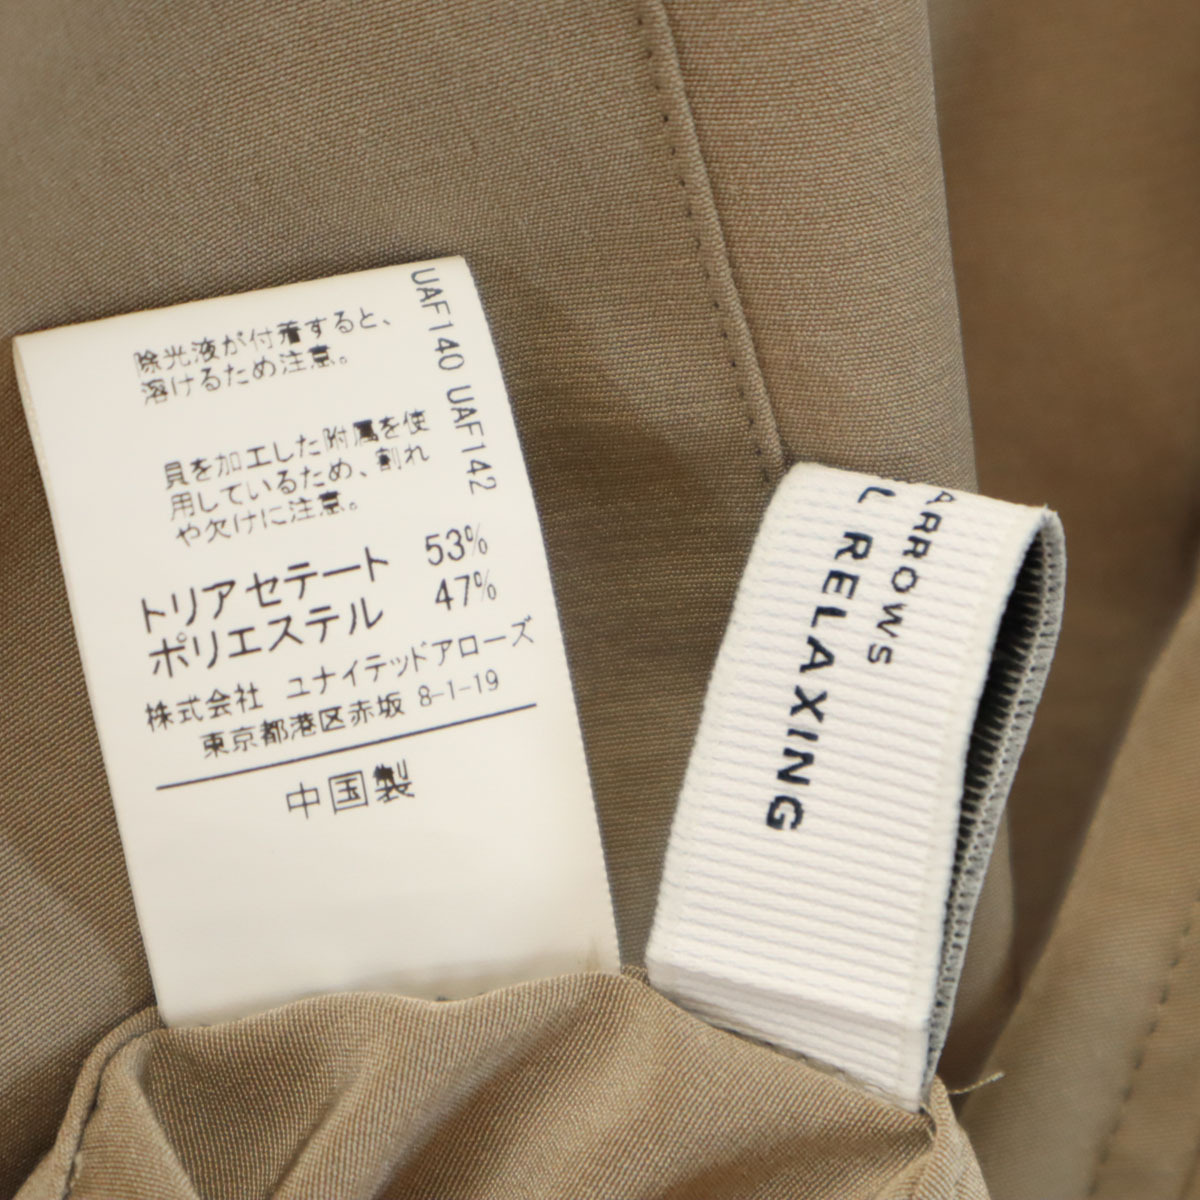 UAF140 UAF142
除光液が付着すると、
溶けるため注意。
貝を加工した附属を使
用しているため、割れ
や欠けに注意。
トリアセテート 53%
ポリエステル 47%
株式会社 ユナイテッドアローズ
東京都港区赤坂 8-1-19
中国製
ARROWS
L RELAXING